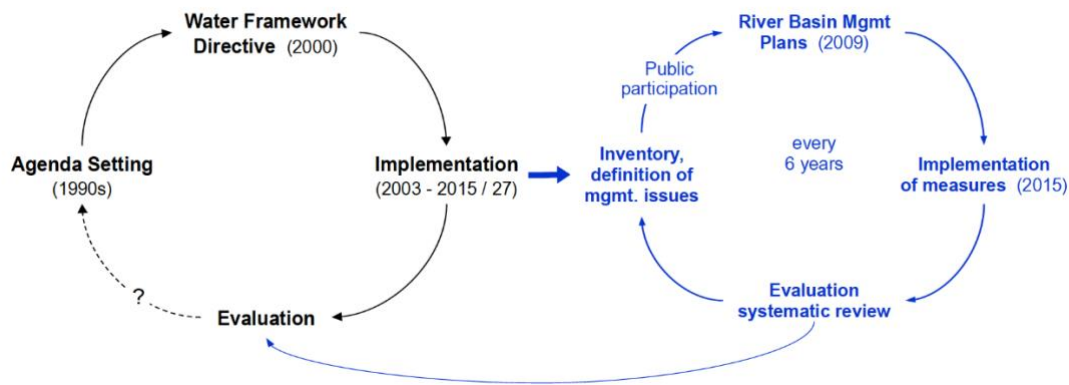 Water Framework
Directive (2000)
Agenda Setting
(1990s)
Implementation
(2003 - 2015 / 27)
?
Evaluation
River Basin Mgmt
Plans (2009)
Public
participation
every
6 years
Inventory,
definition of
mgmt. issues
Implementation
of measures (2015)
Evaluation
systematic review